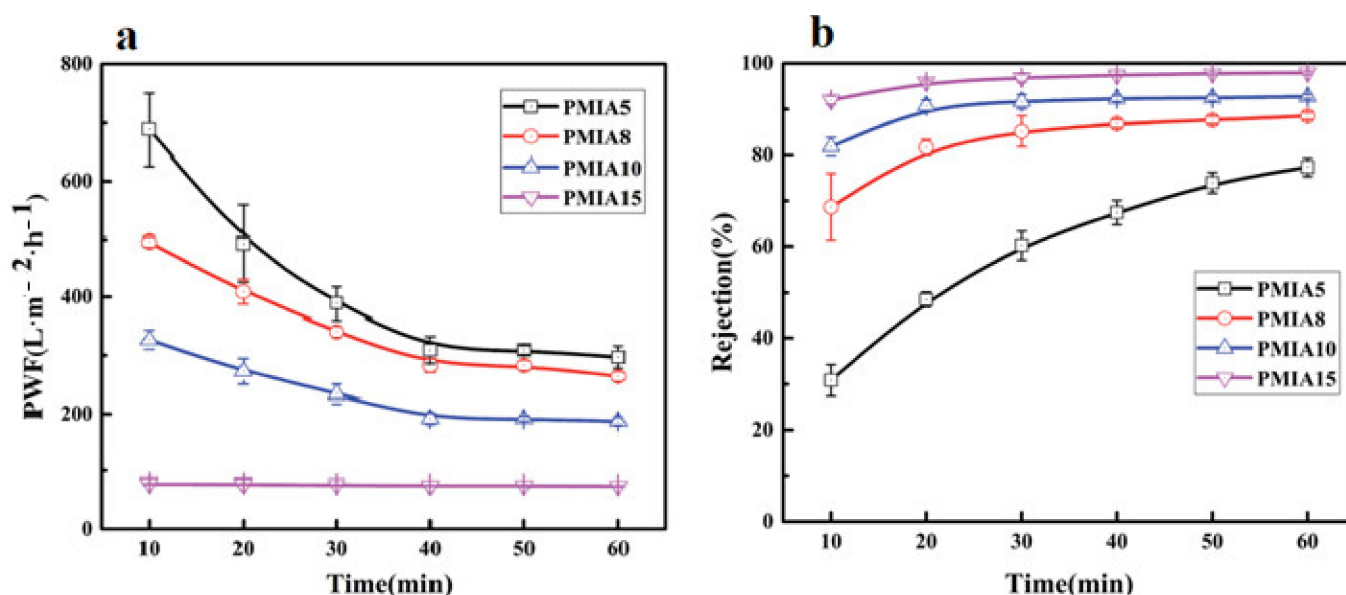 a
800
600
400
200
0
10 20 30 40 50 60
PWF(L·m⁻²·h⁻¹)
Time(min)
PMIA5
PMIA8
PMIA10
PMIA15
b
100
80
60
40
20
0
10 20 30 40 50 60
Rejection(%)
Time(min)
PMIA5
PMIA8
PMIA10
PMIA15